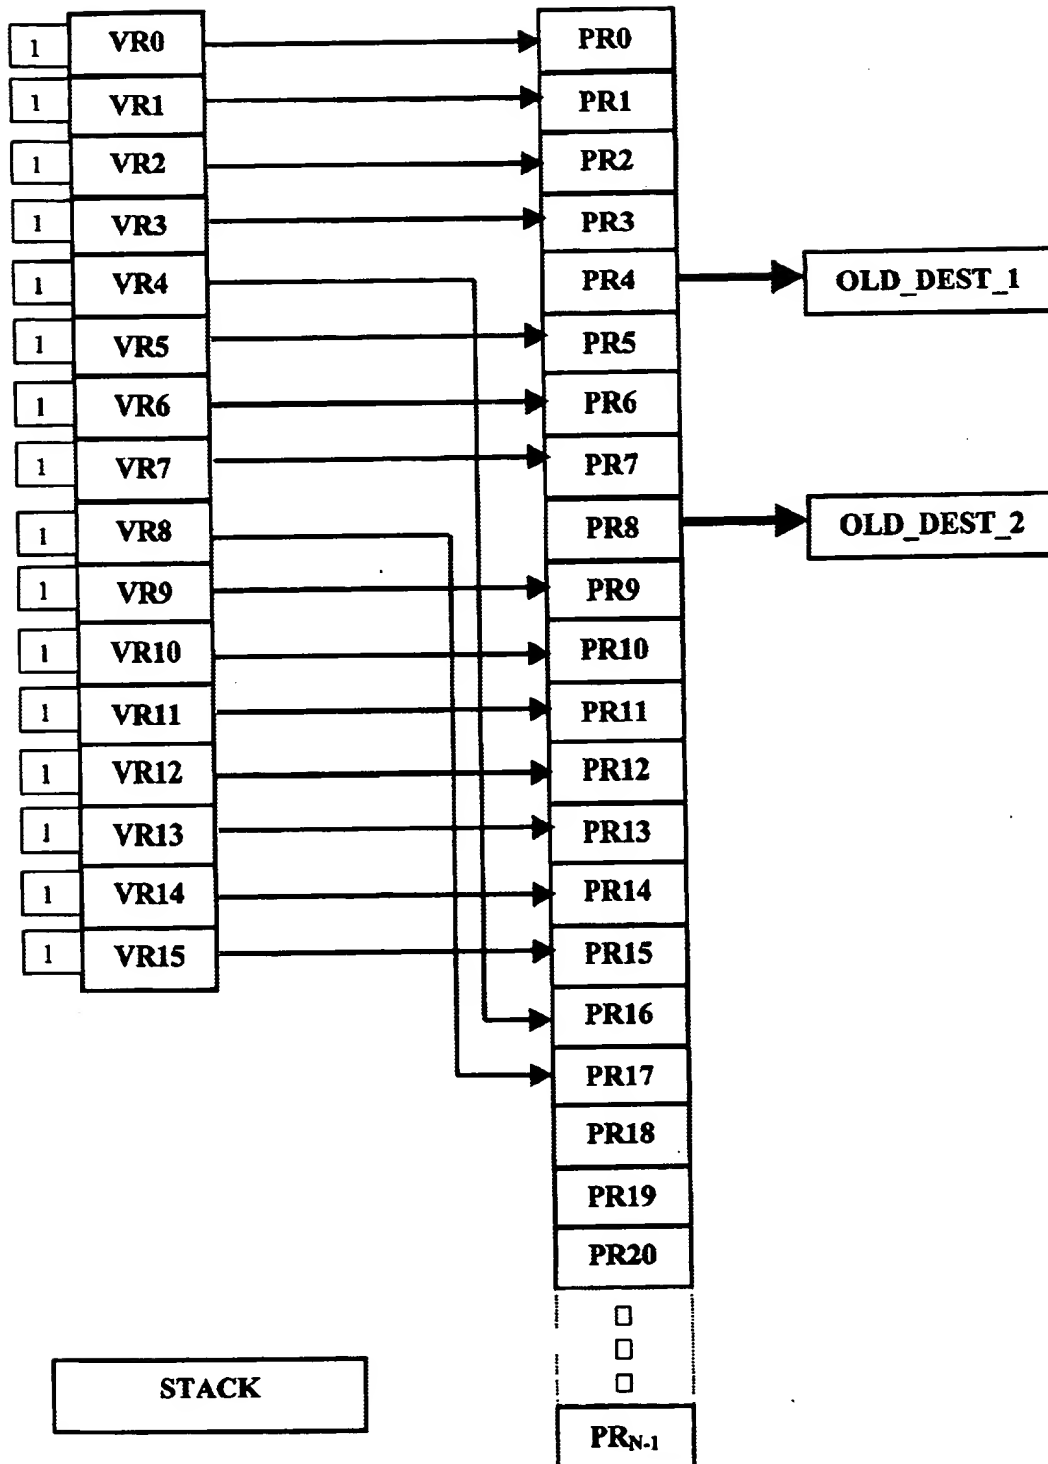 1 VR0 PR0
1 VR1 PR1
1 VR2 PR2
1 VR3 PR3
1 VR4 PR4 OLD_DEST_1
1 VR5 PR5
1 VR6 PR6
1 VR7 PR7
1 VR8 PR8 OLD_DEST_2
1 VR9 PR9
1 VR10 PR10
1 VR11 PR11
1 VR12 PR12
1 VR13 PR13
1 VR14 PR14
1 VR15 PR15
PR16
PR17
PR18
PR19
PR20
STACK
PRN-1